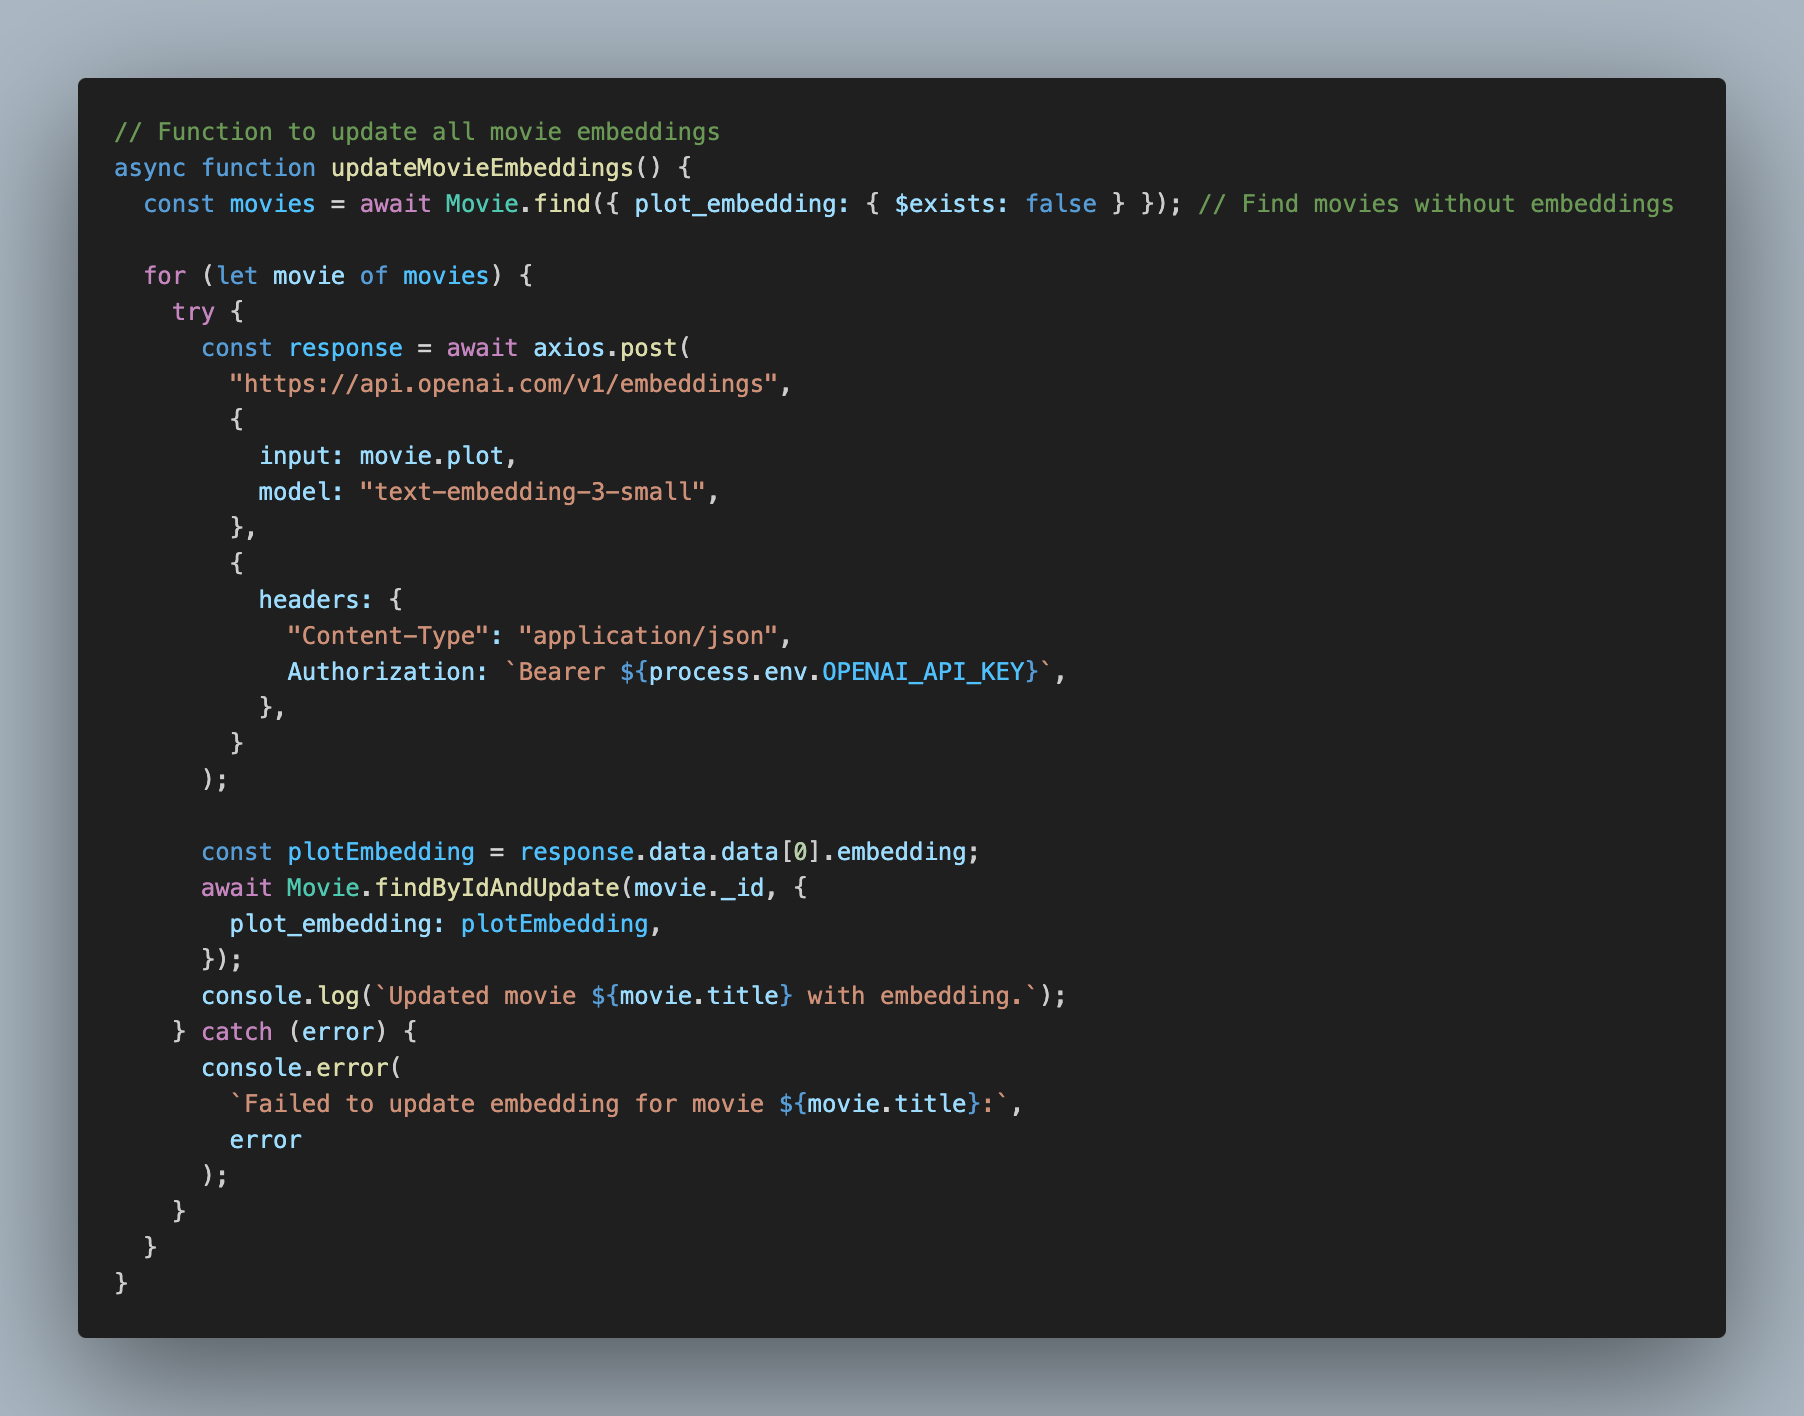 // Function to update all movie embeddings
async function updateMovieEmbeddings() {
  const movies = await Movie.find({ plot_embedding: { $exists: false } }); // Find movies without embeddings

  for (let movie of movies) {
    try {
      const response = await axios.post(
        "https://api.openai.com/v1/embeddings",
        {
          input: movie.plot,
          model: "text-embedding-3-small",
        },
        {
          headers: {
            "Content-Type": "application/json",
            Authorization: `Bearer ${process.env.OPENAI_API_KEY}`,
          },
        }
      );

      const plotEmbedding = response.data.data[0].embedding;
      await Movie.findByIdAndUpdate(movie._id, {
        plot_embedding: plotEmbedding,
      });
      console.log(`Updated movie ${movie.title} with embedding.`);
    } catch (error) {
      console.error(
        `Failed to update embedding for movie ${movie.title}:`,
        error
      );
    }
  }
}